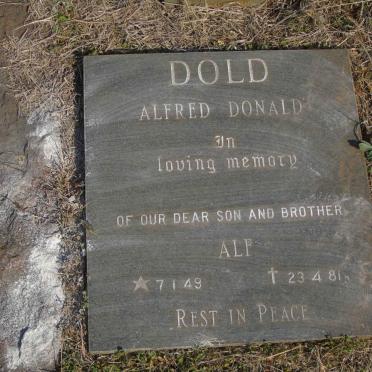 DOLD
ALFRED DONALD
In
loving memory
OF OUR DEAR SON AND BROTHER
ALF
★ 7·1·49 † 23·4·81
REST IN PEACE